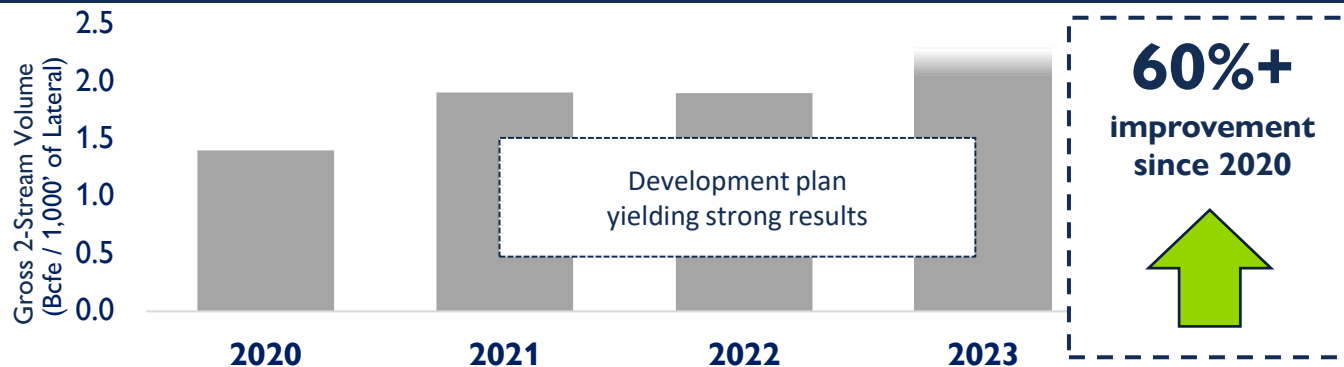 Gross 2-Stream Volume
(Bcfe / 1,000’ of Lateral)
2.5
2.0
1.5
1.0
0.5
0.0
Development plan
yielding strong results
2020
2021
2022
2023
60%+
improvement
since 2020